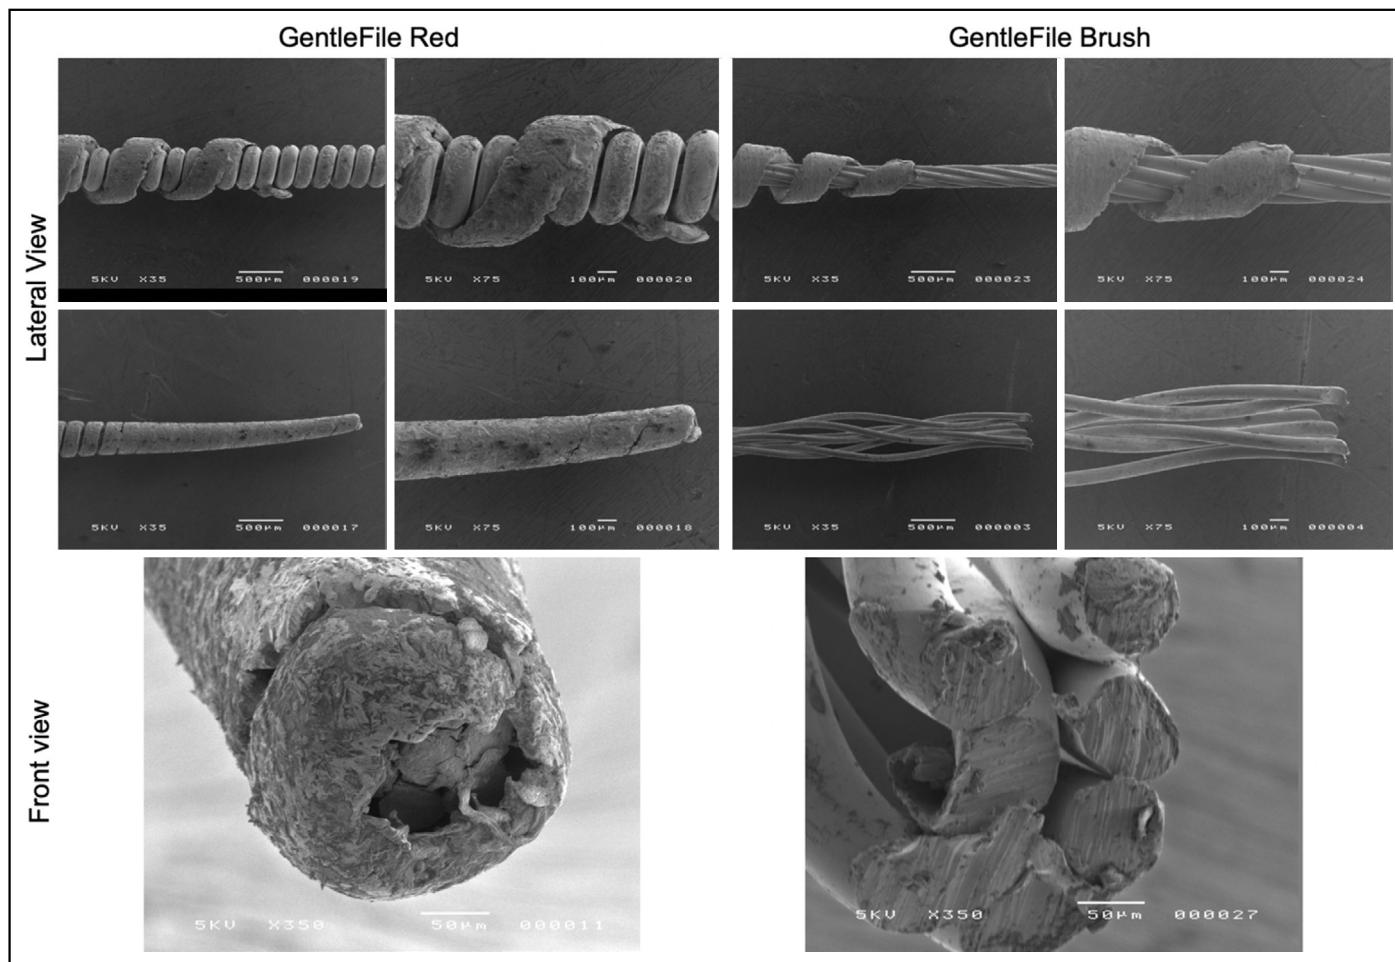 GentleFile Red
GentleFile Brush
Lateral View
5KV X35 500µm 000019
5KV X75 100µm 000020
5KV X35 500µm 000023
5KV X75 100µm 000024
5KV X35 500µm 000017
5KV X75 100µm 000018
5KV X35 500µm 000003
5KV X75 100µm 000004
Front view
5KV X350 50µm 000011
5KV X350 50µm 000027